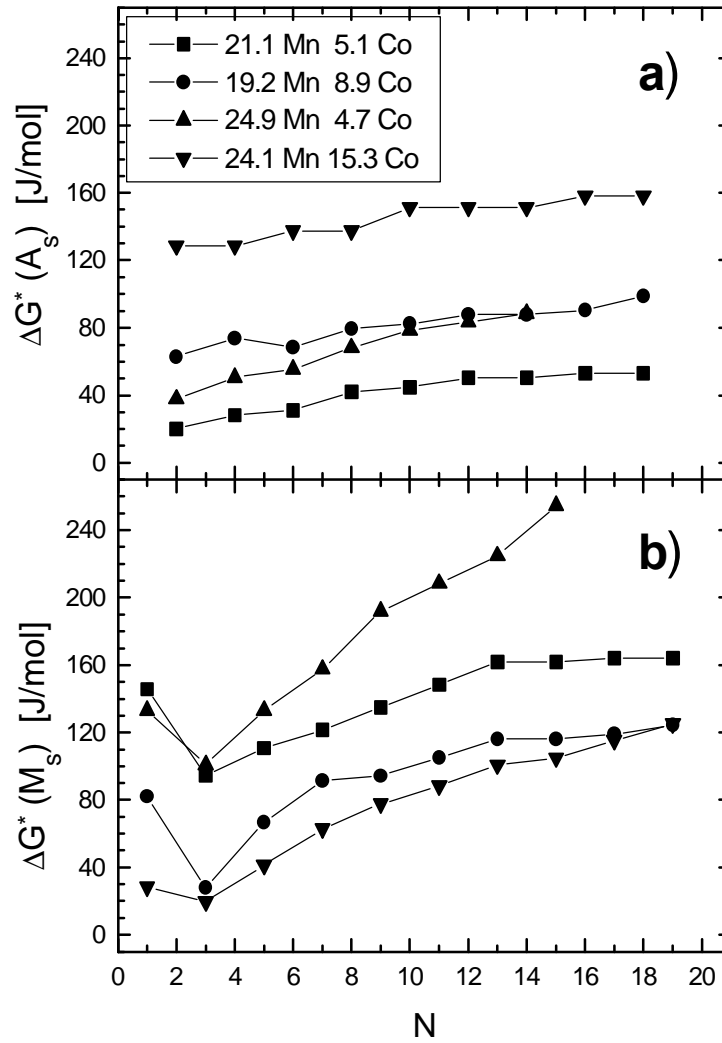 21.1 Mn 5.1 Co
19.2 Mn 8.9 Co
24.9 Mn 4.7 Co
24.1 Mn 15.3 Co
a)
ΔG* (As) [J/mol]
240
200
160
120
80
40
0
b)
ΔG* (Ms) [J/mol]
240
200
160
120
80
40
0
0 2 4 6 8 10 12 14 16 18 20
N